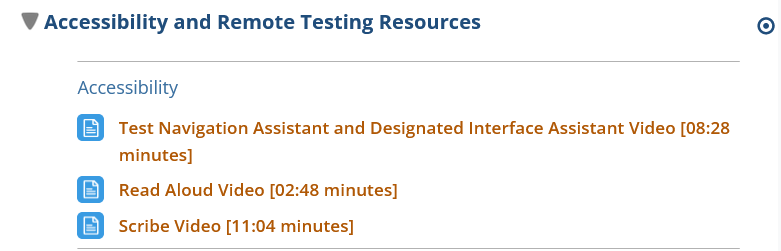 Accessibility and Remote Testing Resources
Accessibility
Test Navigation Assistant and Designated Interface Assistant Video [08:28
minutes]
Read Aloud Video [02:48 minutes]
Scribe Video [11:04 minutes]